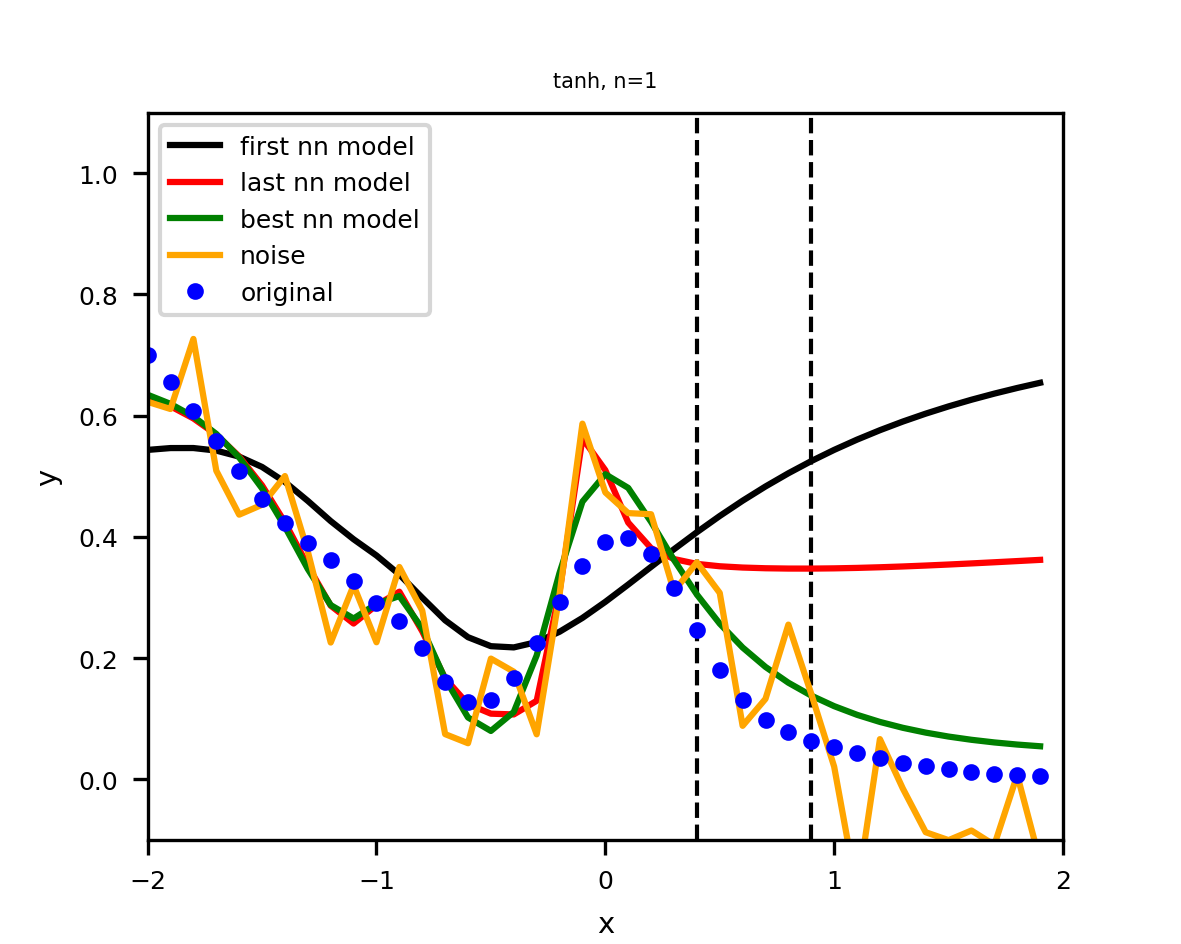 tanh, n=1
first nn model
last nn model
best nn model
noise
original
1.0
0.8
0.6
0.4
0.2
0.0
y
−2
−1
0
1
2
x